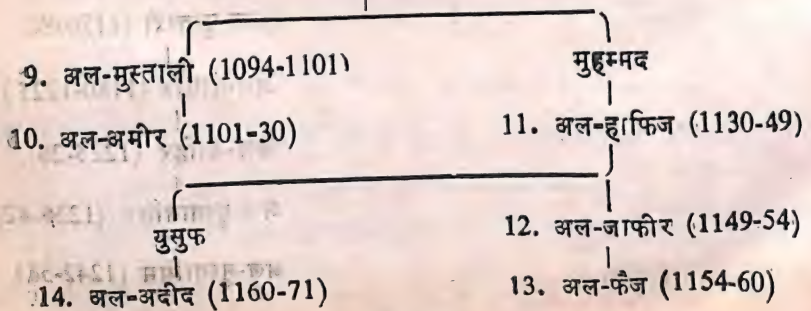 9. अल-मुस्ताली (1094-1101) मुहम्मद
10. अल-अमीर (1101-30) 11. अल-हाफिज (1130-49)
युसुफ 12. अल-जाफीर (1149-54)
14. अल-अदीद (1160-71) 13. अल-फैज (1154-60)